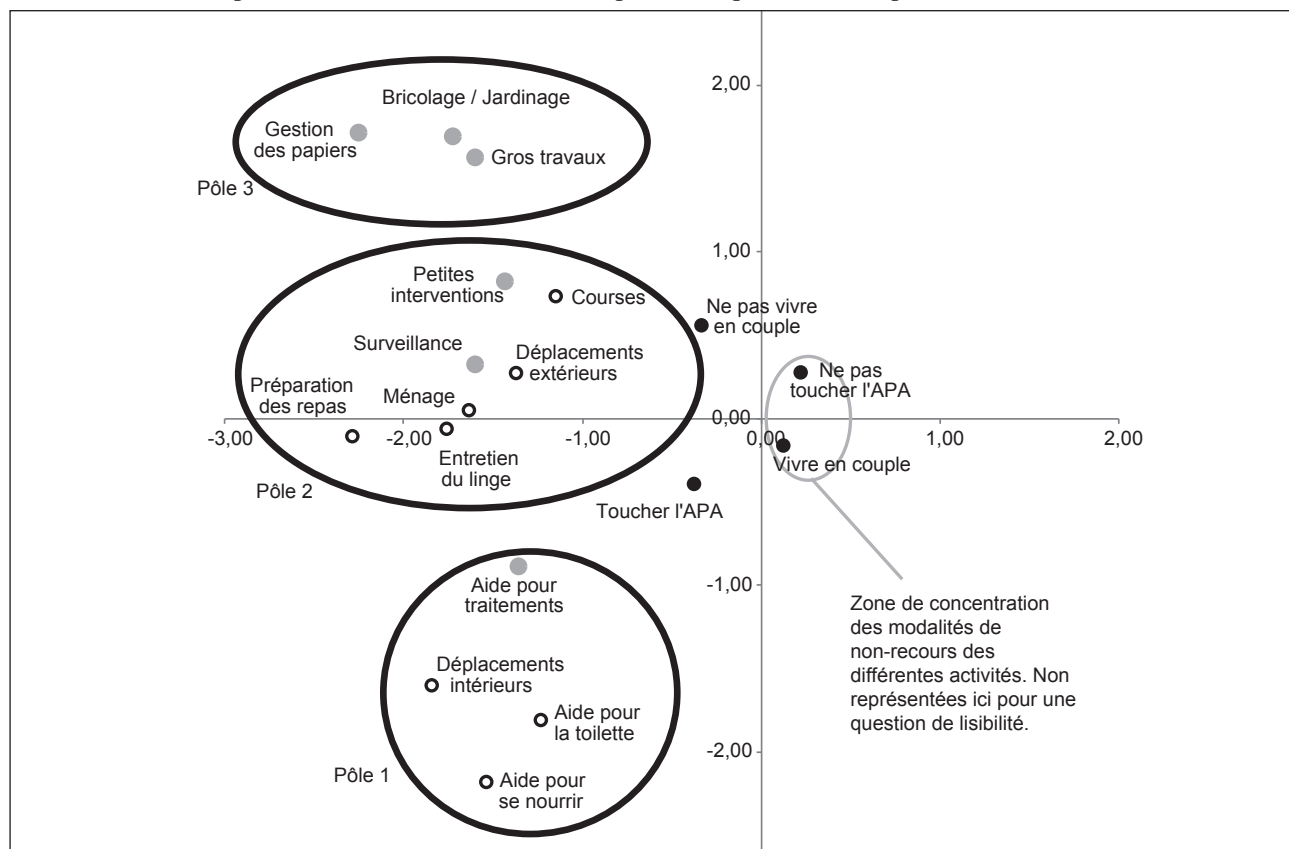 2,00
Bricolage / Jardinage
Gestion
des papiers
Gros travaux
Pôle 3
1,00
Petites
interventions
Courses
Ne pas vivre
en couple
Surveillance
Déplacements
extérieurs
Ne pas
toucher l'APA
Préparation
des repas
Ménage
0,00
-3,00
-2,00
-1,00
0,00
1,00
2,00
Entretien
du linge
Vivre en couple
Pôle 2
Toucher l'APA
-1,00
Aide pour
traitements
Zone de concentration
des modalités de
non-recours des
différentes activités. Non
représentées ici pour une
question de lisibilité.
Déplacements
intérieurs
Aide pour
la toilette
-2,00
Pôle 1
Aide pour
se nourrir